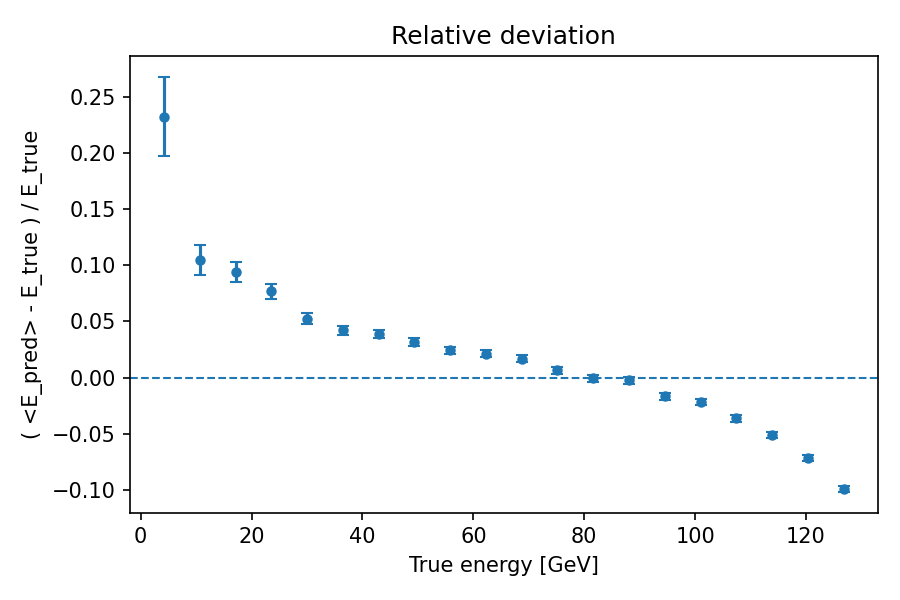 Relative deviation
( <E_pred> - E_true ) / E_true
0.25
0.20
0.15
0.10
0.05
0.00
−0.05
−0.10
0 20 40 60 80 100 120
True energy [GeV]